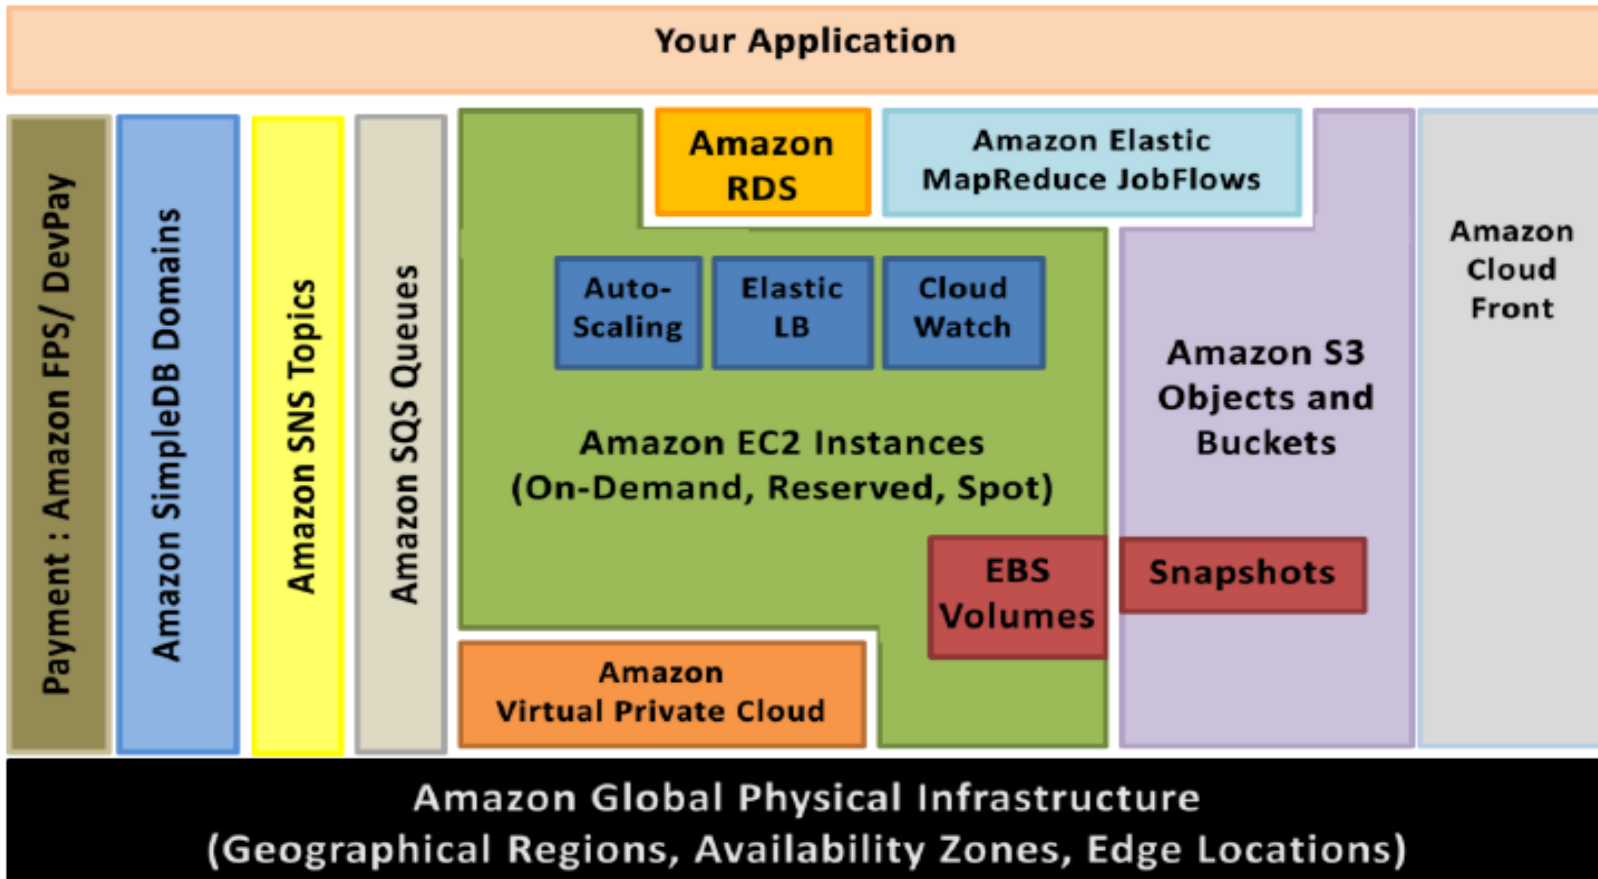 Your Application
Payment : Amazon FPS/ DevPay
Amazon SimpleDB Domains
Amazon SNS Topics
Amazon SQS Queues
Amazon
RDS
Amazon Elastic
MapReduce JobFlows
Auto-
Scaling
Elastic
LB
Cloud
Watch
Amazon EC2 Instances
(On-Demand, Reserved, Spot)
EBS
Volumes
Amazon
Virtual Private Cloud
Amazon S3
Objects and
Buckets
Snapshots
Amazon
Cloud
Front
Amazon Global Physical Infrastructure
(Geographical Regions, Availability Zones, Edge Locations)